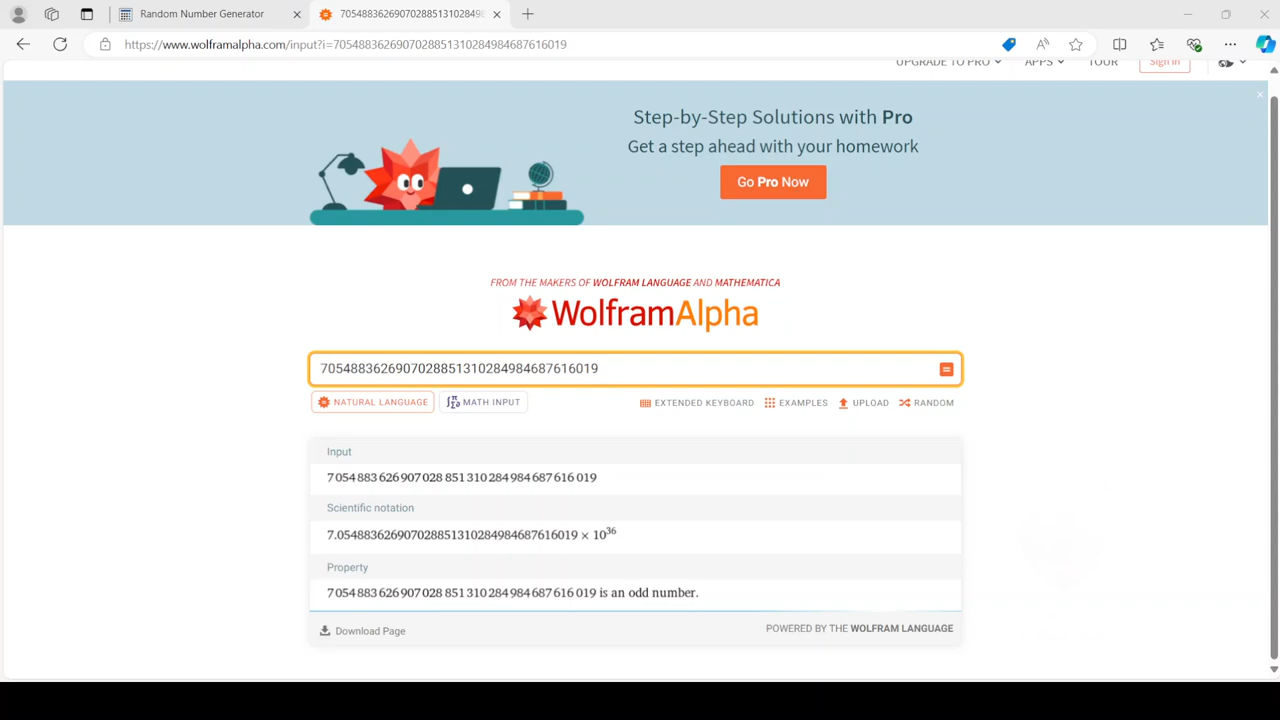 Random Number Generator
7054883626907028851310284984
https://www.wolframalpha.com/input?i=7054883626907028851310284984687616019
UPGRADE TO PRO APPS TOUR Sign in
Step-by-Step Solutions with Pro
Get a step ahead with your homework
Go Pro Now
FROM THE MAKERS OF WOLFRAM LANGUAGE AND MATHEMATICA
WolframAlpha
7054883626907028851310284984687616019
NATURAL LANGUAGE MATH INPUT EXTENDED KEYBOARD EXAMPLES UPLOAD RANDOM
Input
7 054 883 626 907 028 851 310 284 984 687 616 019
Scientific notation
7.054883626907028851310284984687616019 × 10^36
Property
7 054 883 626 907 028 851 310 284 984 687 616 019 is an odd number.
Download Page POWERED BY THE WOLFRAM LANGUAGE